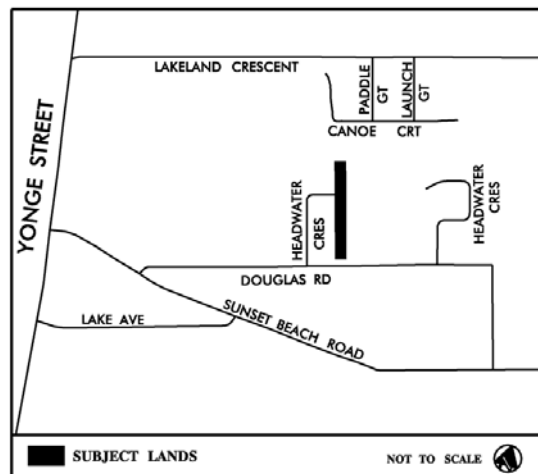 LAKELAND CRESCENT
PADDLE
GT
LAUNCH
GT
CANOE CRT
YONGE STREET
HEADWATER
CRES
HEADWATER
CRES
DOUGLAS RD
SUNSET BEACH ROAD
LAKE AVE
SUBJECT LANDS
NOT TO SCALE